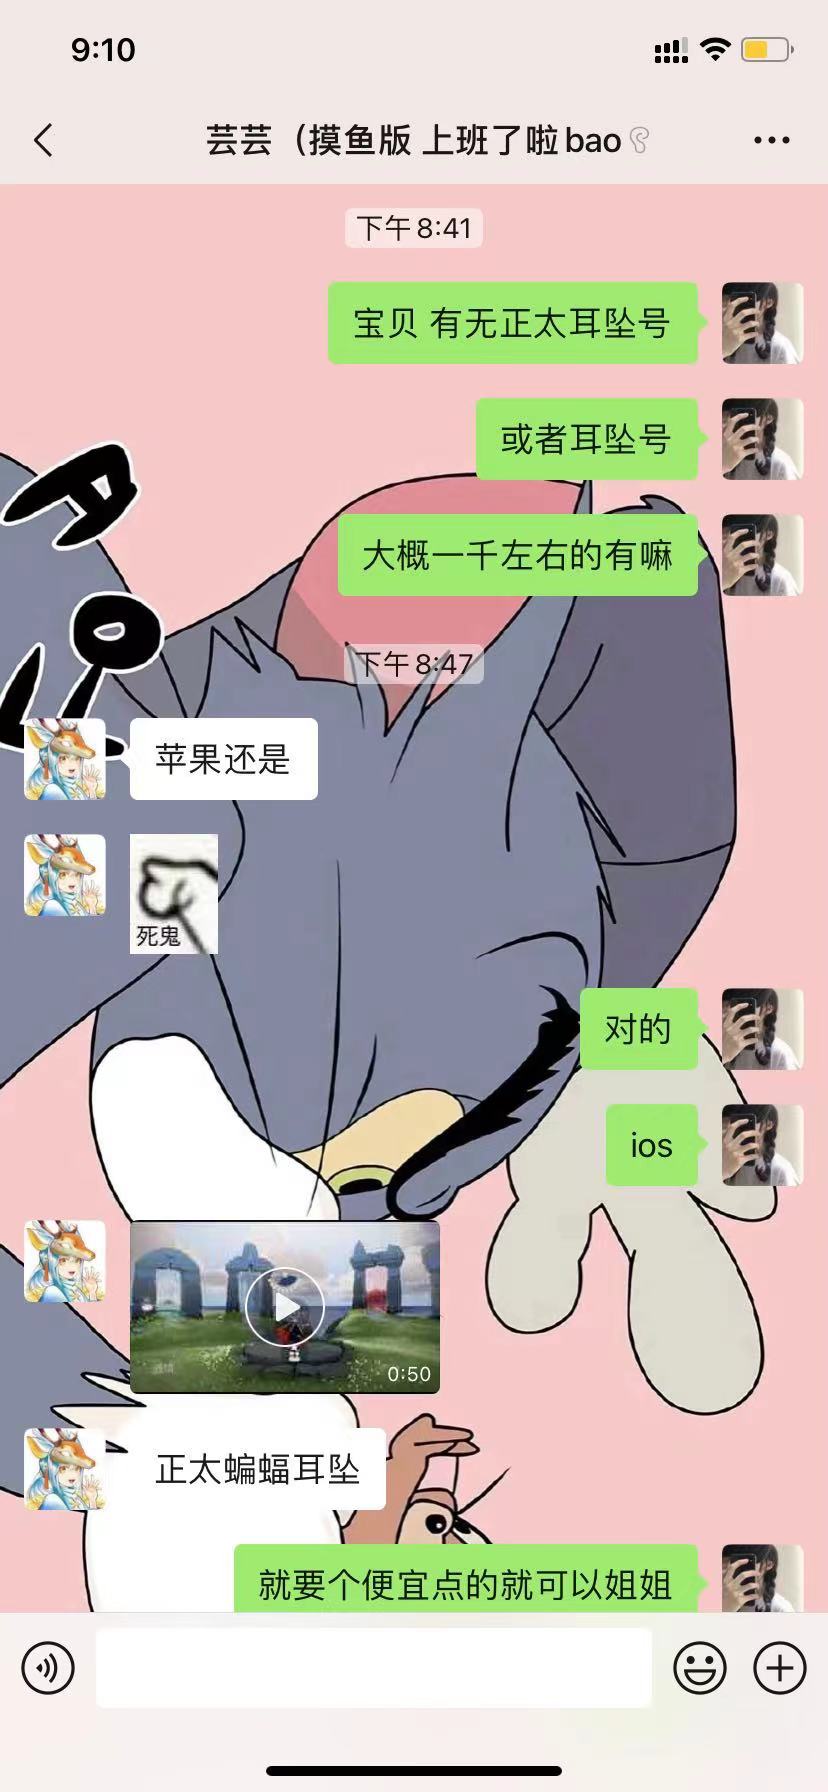 9:10
芸芸（摸鱼版 上班了啦bao
下午 8:41
宝贝 有无正太耳坠号
或者耳坠号
大概一千左右的有嘛
下午 8:47
苹果还是
死鬼
对的
ios
0:50
正太蝙蝠耳坠
就要个便宜点的就可以姐姐